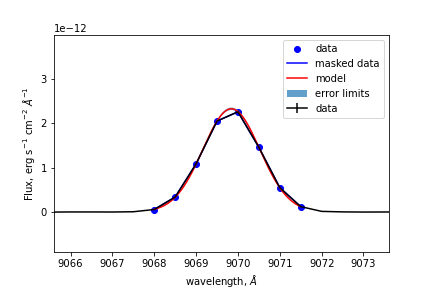 1e−12
data
masked data
model
error limits
data
3
2
1
0
Flux, erg s⁻¹ cm⁻² Å⁻¹
9066 9067 9068 9069 9070 9071 9072 9073
wavelength, Å